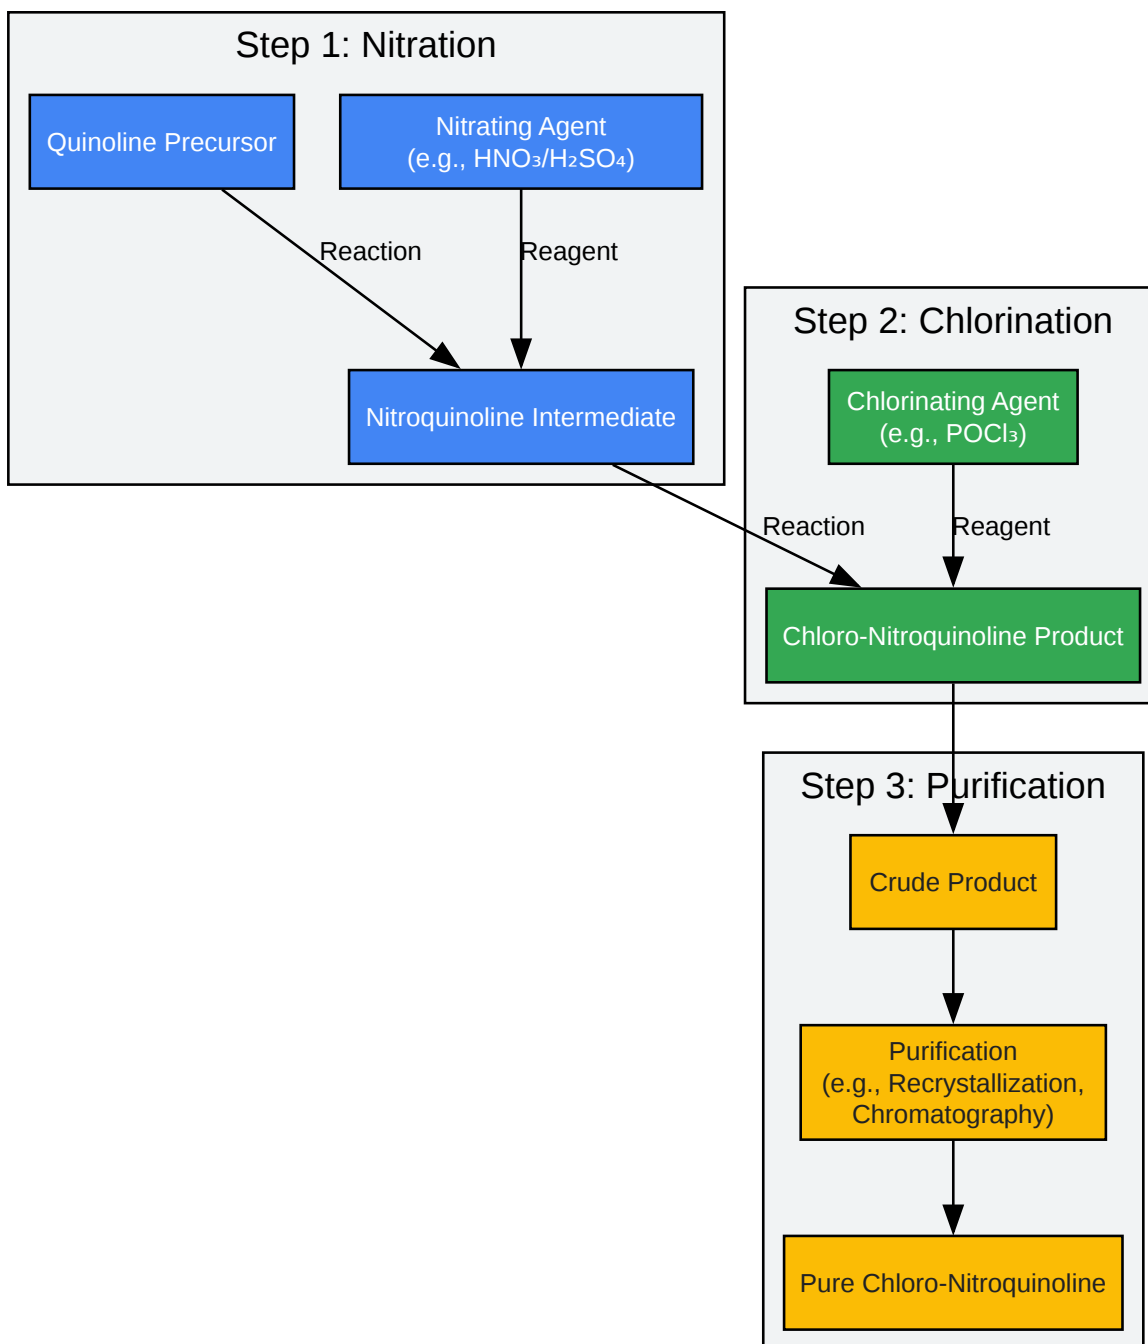 Step 1: Nitration
Quinoline Precursor
Nitrating Agent
(e.g., HNO₃/H₂SO₄)
Reaction
Reagent
Nitroquinoline Intermediate
Step 2: Chlorination
Chlorinating Agent
(e.g., POCl₃)
Reaction
Reagent
Chloro-Nitroquinoline Product
Step 3: Purification
Crude Product
Purification
(e.g., Recrystallization,
Chromatography)
Pure Chloro-Nitroquinoline